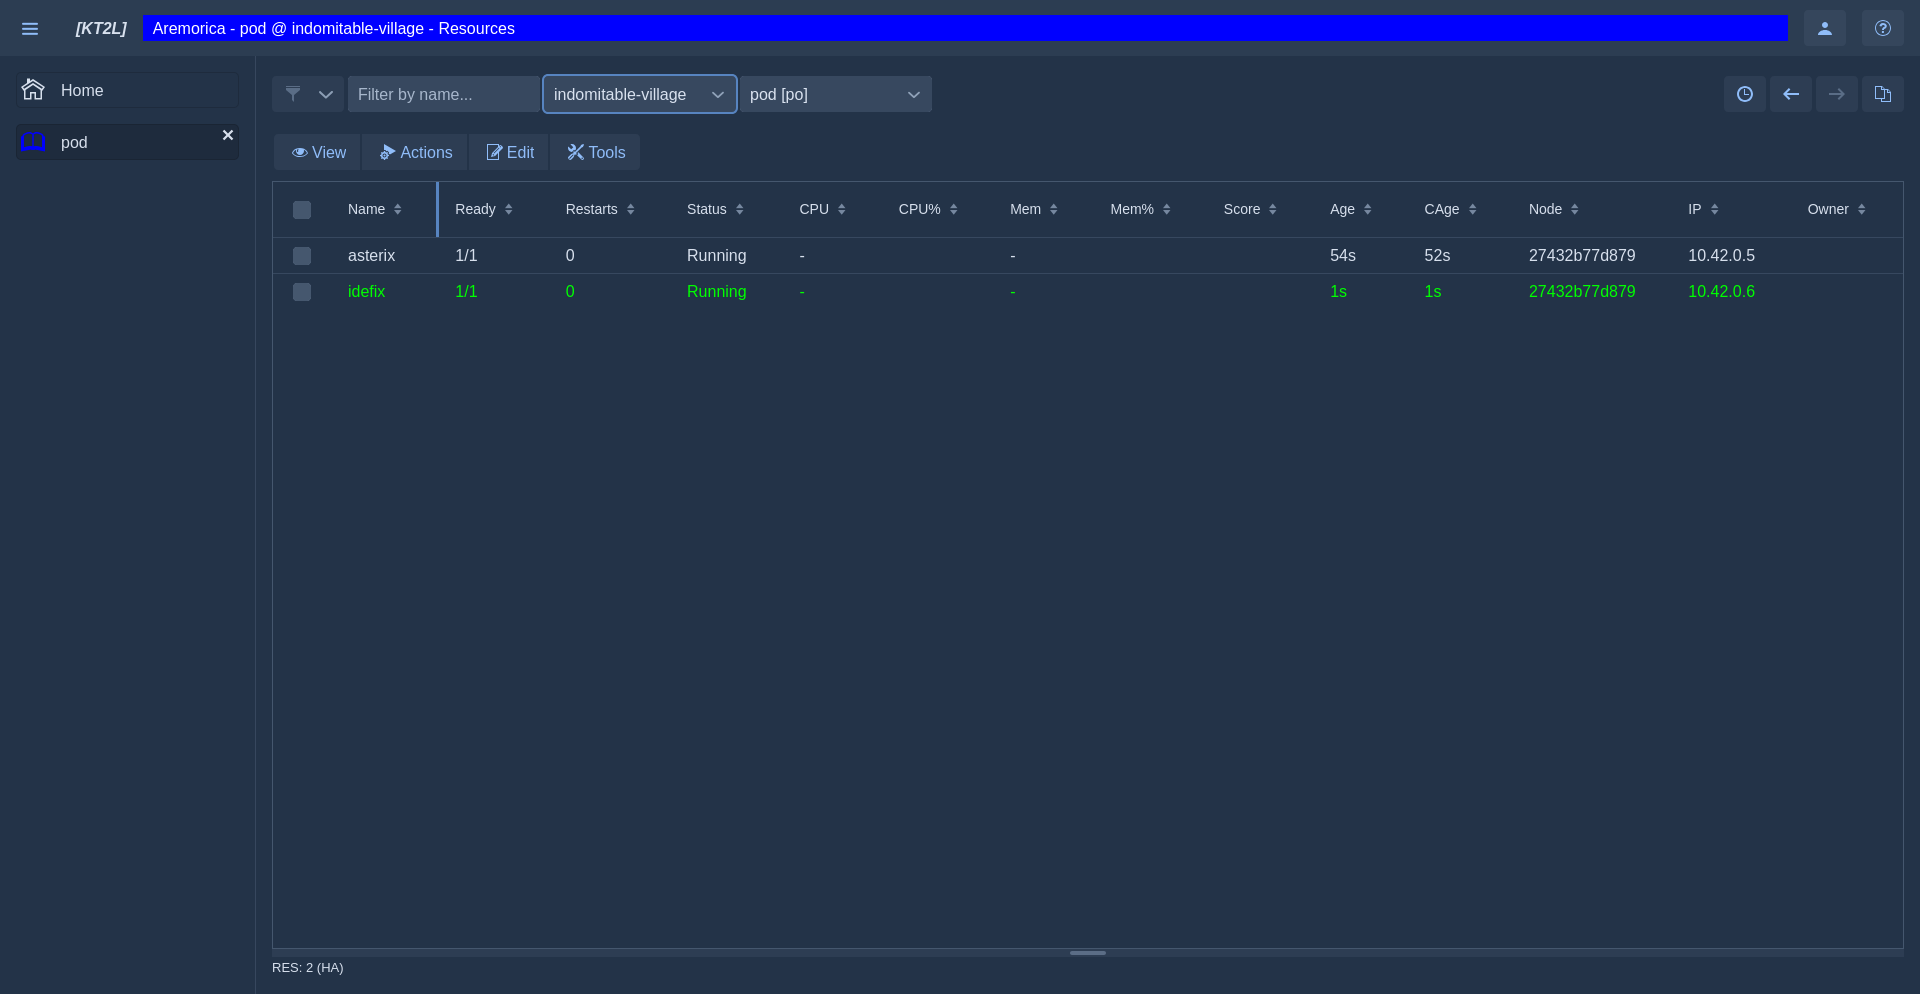 [KT2L] Aremorica - pod @ indomitable-village - Resources
Home
pod
Filter by name... indomitable-village pod [po]
View Actions Edit Tools
Name Ready Restarts Status CPU CPU% Mem Mem% Score Age CAge Node IP Owner
asterix 1/1 0 Running - - 54s 52s 27432b77d879 10.42.0.5
idefix 1/1 0 Running - - 1s 1s 27432b77d879 10.42.0.6
RES: 2 (HA)